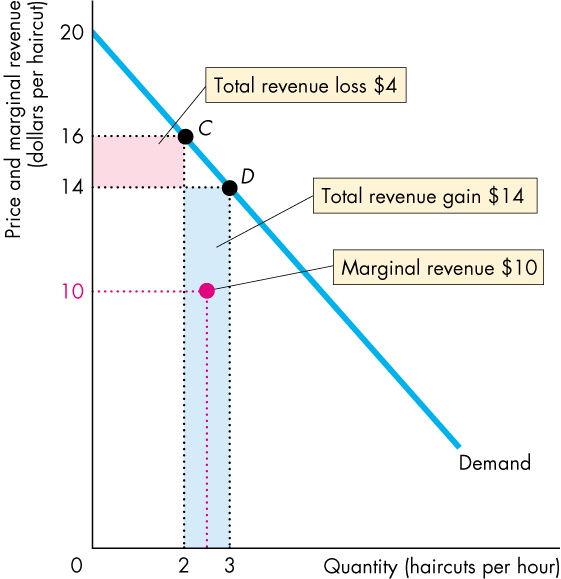 Price and marginal revenue
(dollars per haircut)
20
Total revenue loss $4
16
C
14
D
Total revenue gain $14
Marginal revenue $10
10
Demand
0
2
3
Quantity (haircuts per hour)